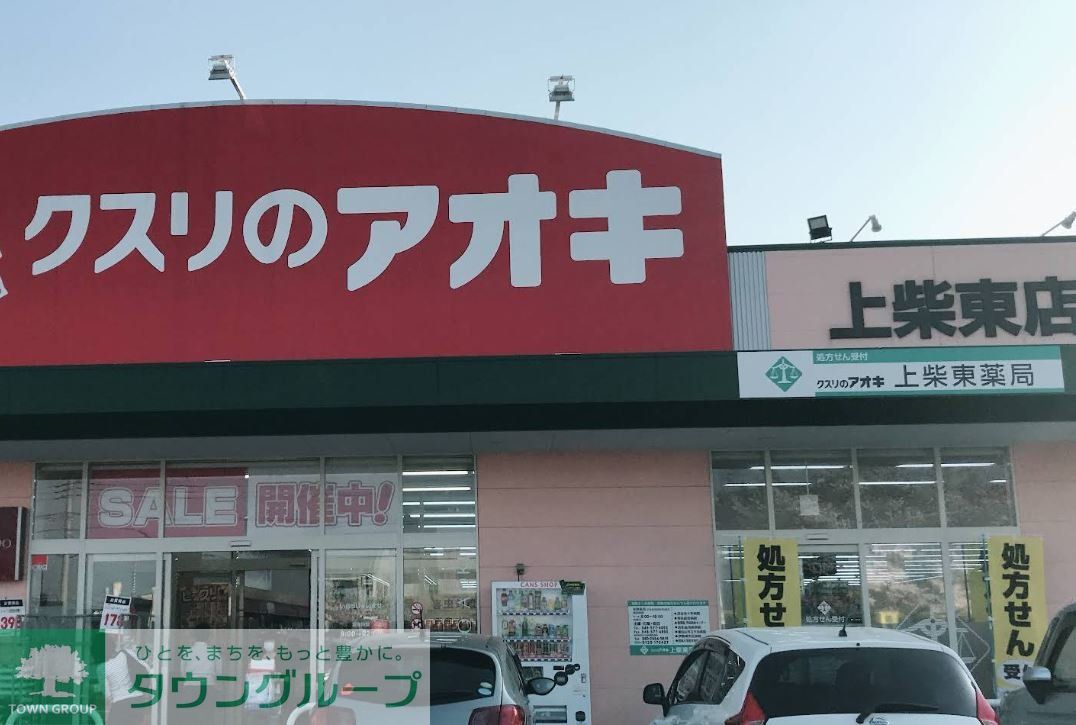 クスリのアオキ
上柴東店
処方せん受付
クスリのアオキ 上柴東薬局
SALE 開催中!
CANS SHOP
処方せ
処方せん
受
ひとを、まちを、もっと豊かに。
タウングループ
TOWN GROUP